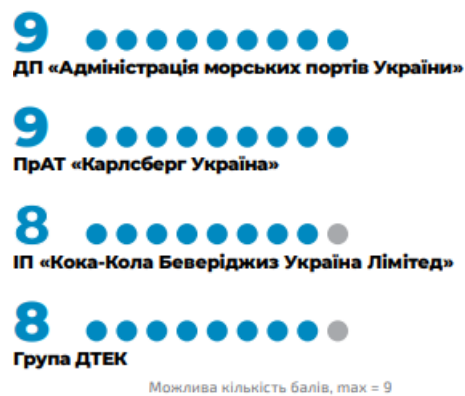 9
ДП «Адміністрація морських портів України»
9
ПрАТ «Карлсберг Україна»
8
ІП «Кока-Кола Беверіджиз Україна Лімітед»
8
Група ДТЕК
Можлива кількість балів, max = 9